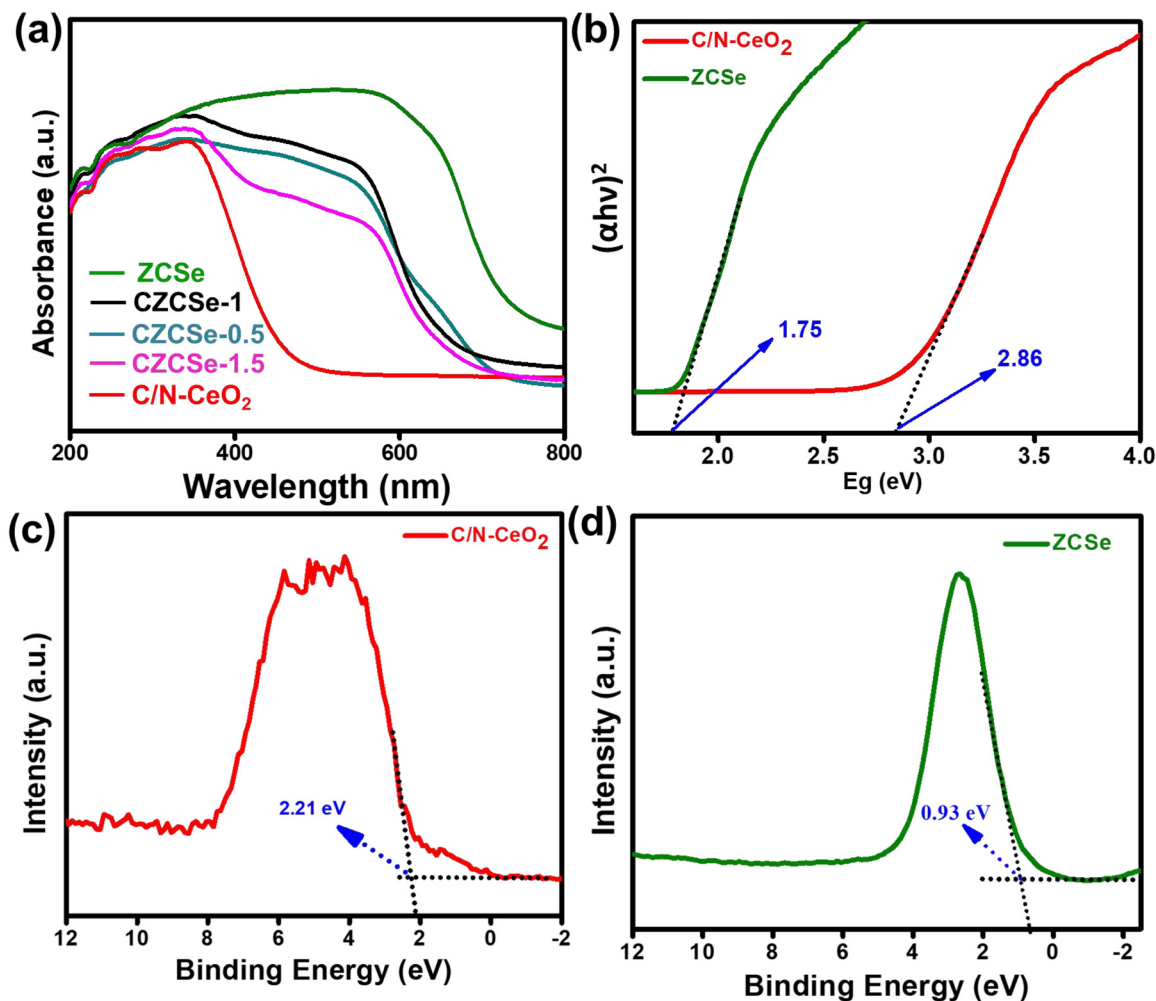 (a)
Absorbance (a.u.)
ZCSe
CZCSe-1
CZCSe-0.5
CZCSe-1.5
C/N-CeO₂
200
400
600
800
Wavelength (nm)
(b)
C/N-CeO₂
ZCSe
(αhν)²
1.75
2.86
2.0
2.5
3.0
3.5
4.0
Eg (eV)
(c)
C/N-CeO₂
Intensity (a.u.)
2.21 eV
12
10
8
6
4
2
0
-2
Binding Energy (eV)
(d)
ZCSe
Intensity (a.u.)
0.93 eV
12
10
8
6
4
2
0
-2
Binding Energy (eV)